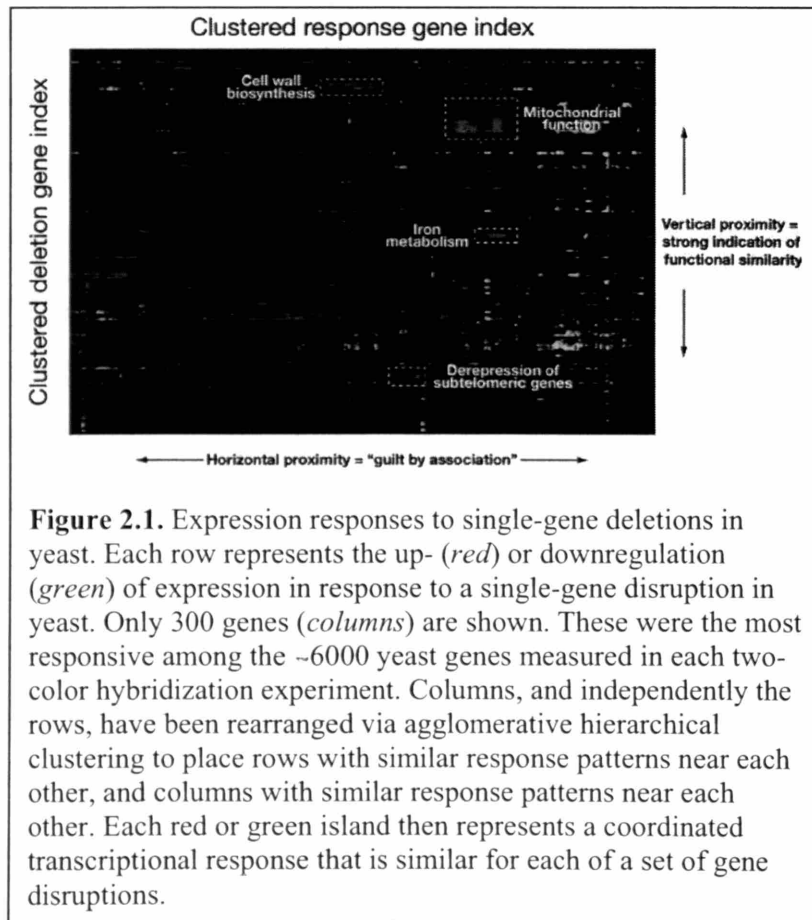 Clustered response gene index
Clustered deletion gene index
Cell wall
biosynthesis
Mitochondrial
function
Iron
metabolism
Derepression of
subtelomeric genes
Vertical proximity =
strong indication of
functional similarity
Horizontal proximity = "guilt by association"
Figure 2.1. Expression responses to single-gene deletions in
yeast. Each row represents the up- (red) or downregulation
(green) of expression in response to a single-gene disruption in
yeast. Only 300 genes (columns) are shown. These were the most
responsive among the ~6000 yeast genes measured in each two-
color hybridization experiment. Columns, and independently the
rows, have been rearranged via agglomerative hierarchical
clustering to place rows with similar response patterns near each
other, and columns with similar response patterns near each
other. Each red or green island then represents a coordinated
transcriptional response that is similar for each of a set of gene
disruptions.